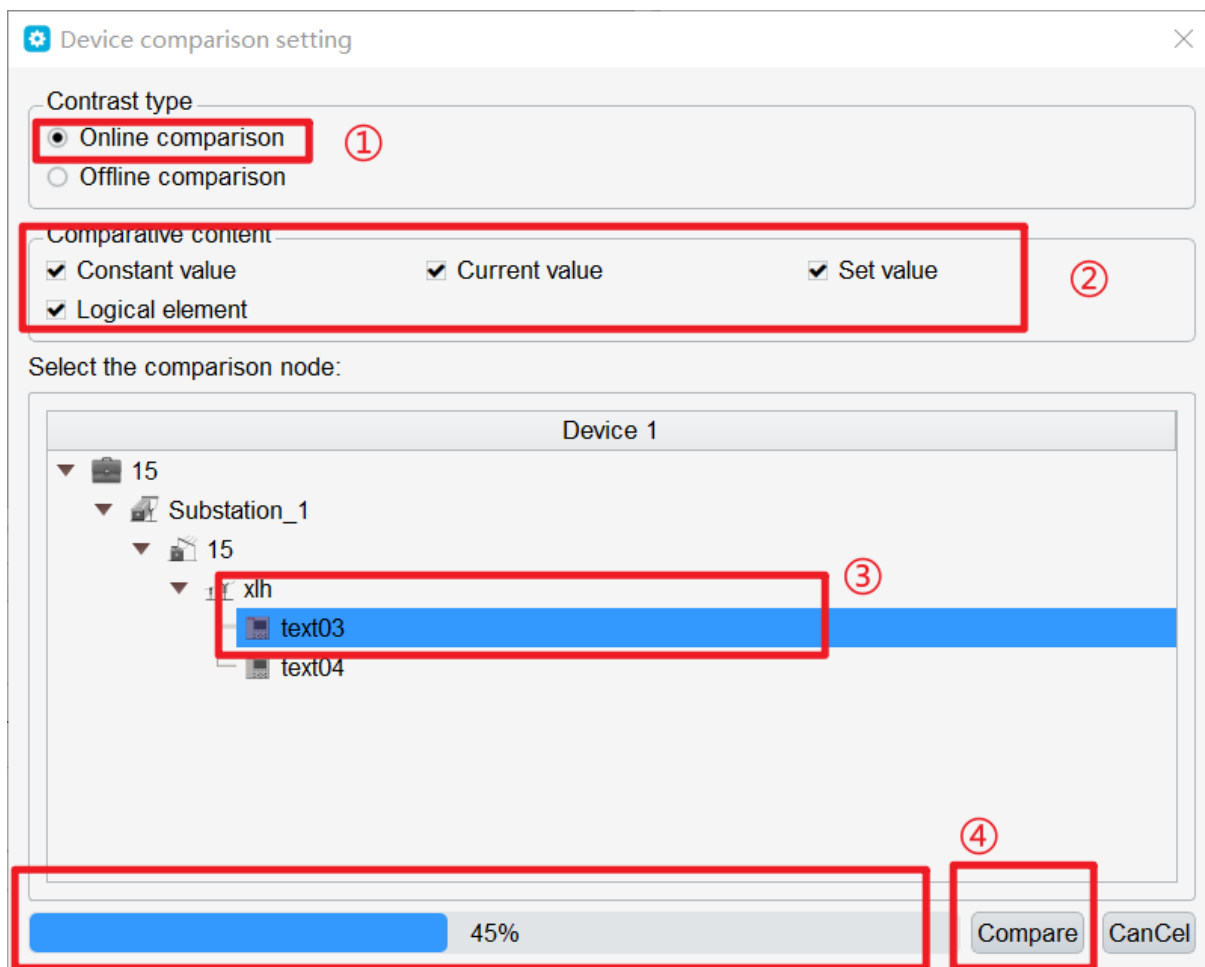 Device comparison setting
Contrast type
Online comparison ①
Offline comparison
Comparative content
Constant value Current value Set value ②
Logical element
Select the comparison node:
Device 1
15
Substation_1
15
③
xlh
text03
text04
④
45% Compare CanCel